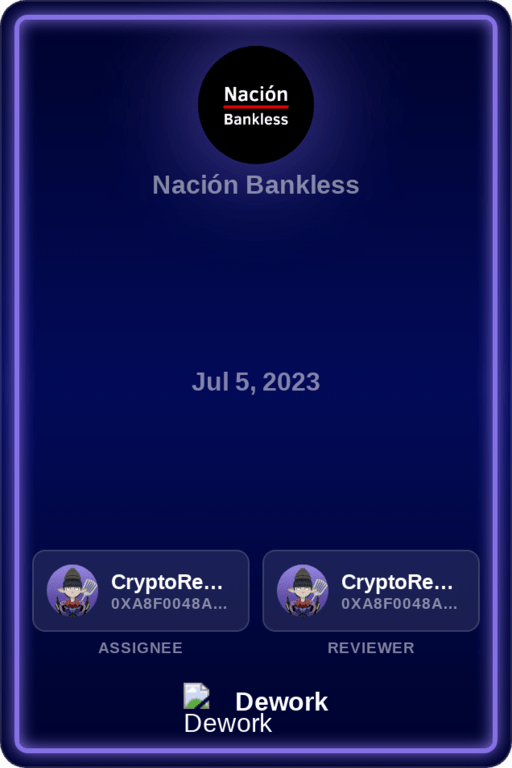 Nación
Bankless
Nación Bankless
Jul 5, 2023
CryptoRe...
0XA8F0048A...
ASSIGNEE
CryptoRe...
0XA8F0048A...
REVIEWER
Dework
Dework